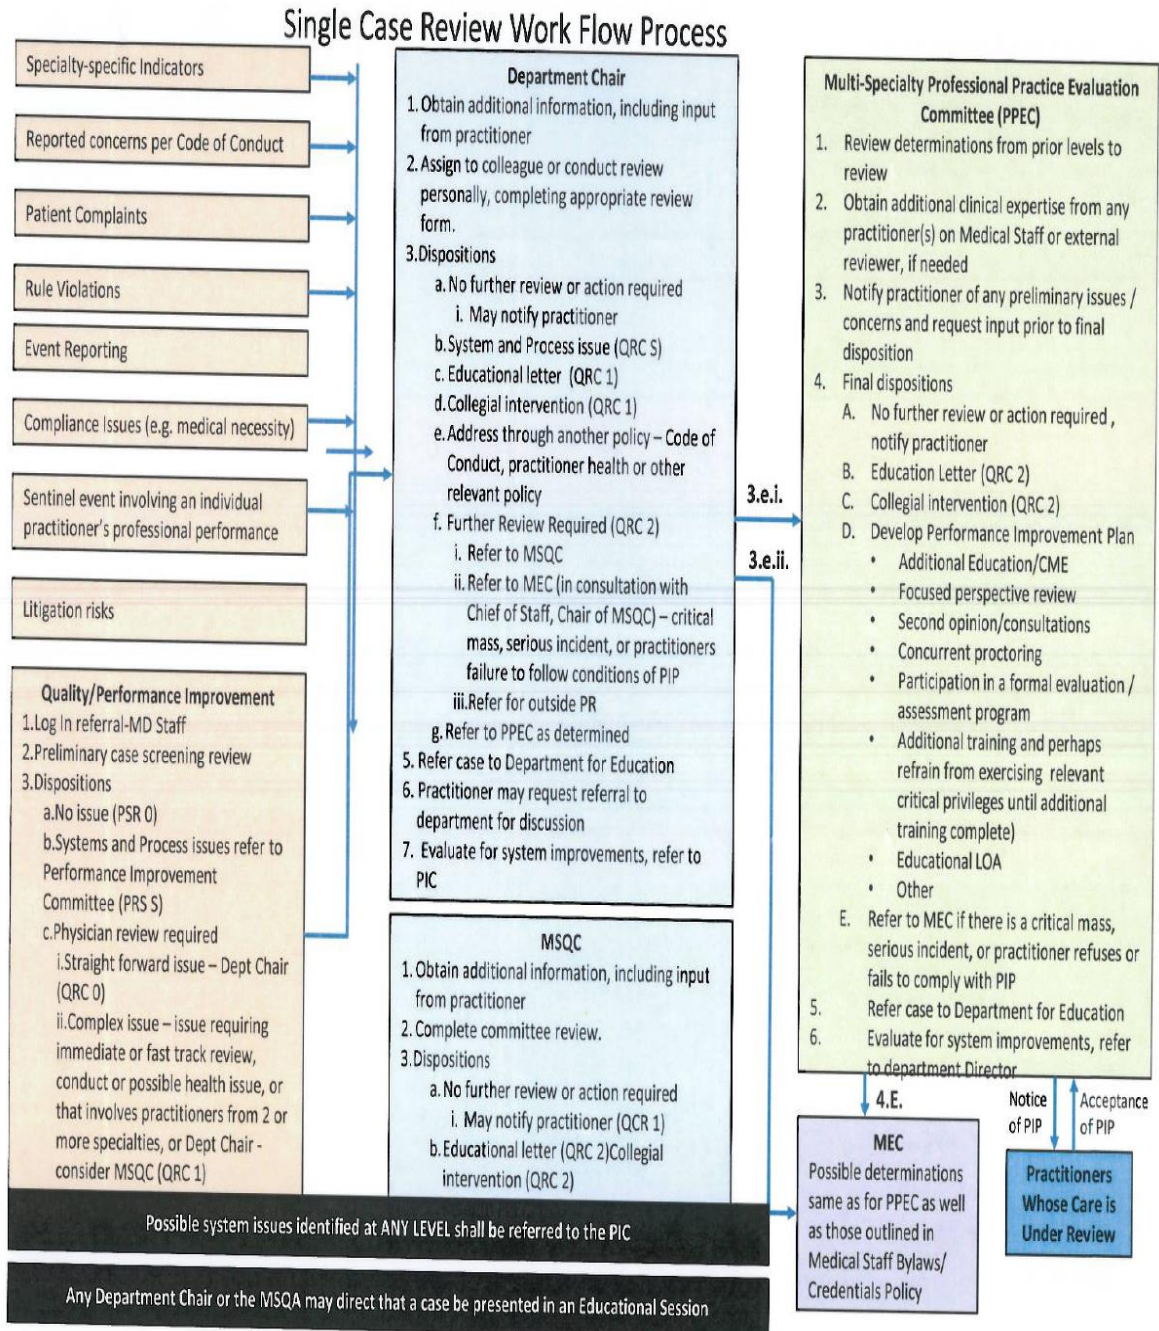 Single Case Review Work Flow Process
Specialty-specific Indicators
Reported concerns per Code of Conduct
Patient Complaints
Rule Violations
Event Reporting
Compliance Issues (e.g. medical necessity)
Sentinel event involving an individual
practitioner's professional performance
Litigation risks
Quality/Performance Improvement
1.Log In referral-MD Staff
2.Preliminary case screening review
3.Dispositions
a.No issue (PSR 0)
b.Systems and Process issues refer to
Performance Improvement
Committee (PRS S)
c.Physician review required
i.Straight forward issue – Dept Chair
(QRC 0)
ii.Complex issue – issue requiring
immediate or fast track review,
conduct or possible health issue, or
that involves practitioners from 2 or
more specialties, or Dept Chair -
consider MSQC (QRC 1)
Department Chair
1. Obtain additional information, including input
from practitioner
2. Assign to colleague or conduct review
personally, completing appropriate review
form.
3.Dispositions
a. No further review or action required
i. May notify practitioner
b.System and Process issue (QRC S)
c. Educational letter (QRC 1)
d. Collegial intervention (QRC 1)
e. Address through another policy – Code of
Conduct, practitioner health or other
relevant policy
f. Further Review Required (QRC 2)
i. Refer to MSQC
ii. Refer to MEC (in consultation with
Chief of Staff, Chair of MSQC) – critical
mass, serious incident, or practitioners
failure to follow conditions of PIP
iii.Refer for outside PR
g. Refer to PPEC as determined
5. Refer case to Department for Education
6. Practitioner may request referral to
department for discussion
7. Evaluate for system improvements, refer to
PIC
MSQC
1. Obtain additional information, including input
from practitioner
2. Complete committee review.
3. Dispositions
a. No further review or action required
i. May notify practitioner (QCR 1)
b. Educational letter (QRC 2)Collegial
intervention (QRC 2)
3.e.i.
3.e.ii.
Multi-Specialty Professional Practice Evaluation
Committee (PPEC)
1. Review determinations from prior levels to
review
2. Obtain additional clinical expertise from any
practitioner(s) on Medical Staff or external
reviewer, if needed
3. Notify practitioner of any preliminary issues /
concerns and request input prior to final
disposition
4. Final dispositions
A. No further review or action required ,
notify practitioner
B. Education Letter (QRC 2)
C. Collegial intervention (QRC 2)
D. Develop Performance Improvement Plan
• Additional Education/CME
• Focused perspective review
• Second opinion/consultations
• Concurrent proctoring
• Participation in a formal evaluation /
assessment program
• Additional training and perhaps
refrain from exercising relevant
critical privileges until additional
training complete)
• Educational LOA
• Other
E. Refer to MEC if there is a critical mass,
serious incident, or practitioner refuses or
fails to comply with PIP
5. Refer case to Department for Education
6. Evaluate for system improvements, refer
to department Director
4.E.
Notice
of PIP
Acceptance
of PIP
MEC
Possible determinations
same as for PPEC as well
as those outlined in
Medical Staff Bylaws/
Credentials Policy
Practitioners
Whose Care is
Under Review
Possible system issues identified at ANY LEVEL shall be referred to the PIC
Any Department Chair or the MSQA may direct that a case be presented in an Educational Session